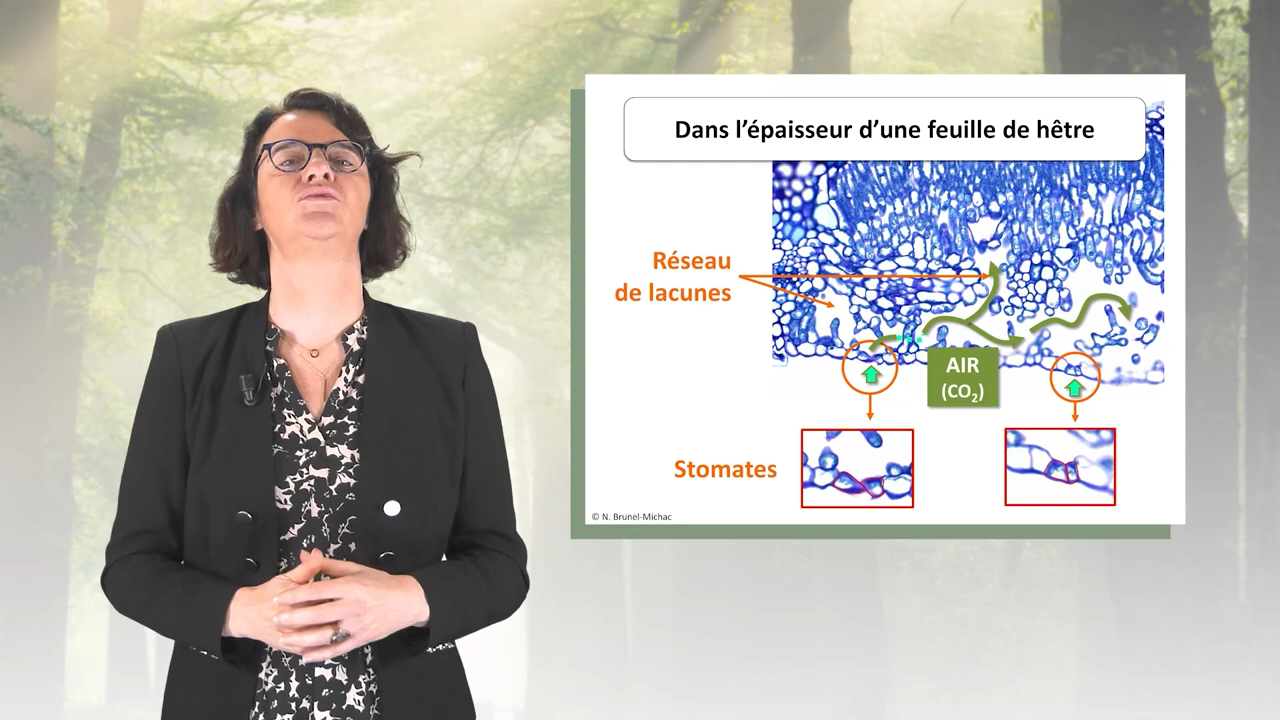 Dans l’épaisseur d’une feuille de hêtre
Réseau
de lacunes
AIR
(CO₂)
Stomates
© N. Brunel-Michac